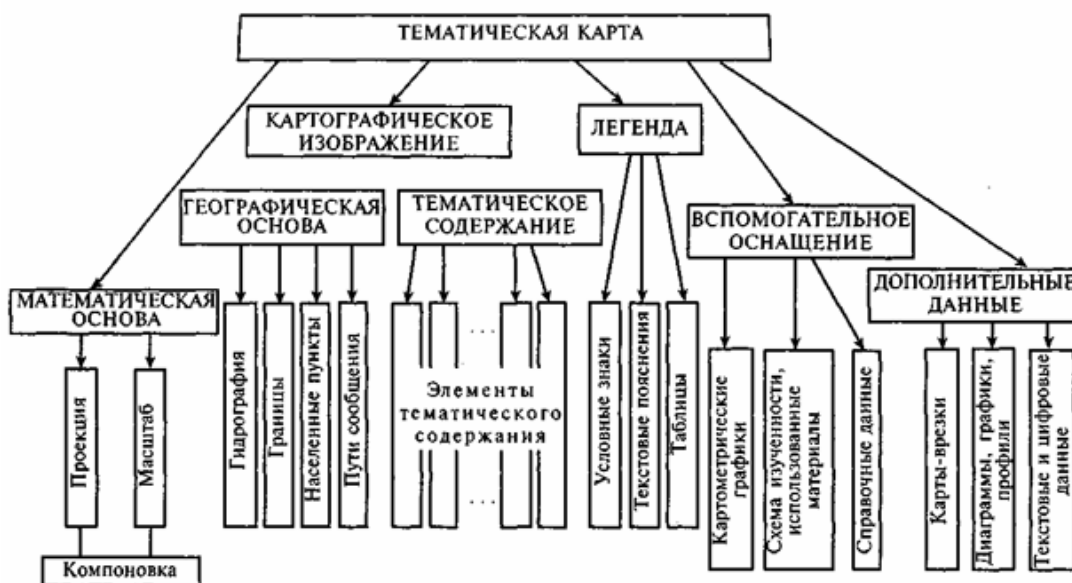 ТЕМАТИЧЕСКАЯ КАРТА
КАРТОГРАФИЧЕСКОЕ
ИЗОБРАЖЕНИЕ
ЛЕГЕНДА
ГЕОГРАФИЧЕСКАЯ
ОСНОВА
ТЕМАТИЧЕСКОЕ
СОДЕРЖАНИЕ
ВСПОМОГАТЕЛЬНОЕ
ОСНАЩЕНИЕ
МАТЕМАТИЧЕСКАЯ
ОСНОВА
ДОПОЛНИТЕЛЬНЫЕ
ДАННЫЕ
Проекция
Масштаб
Компоновка
Гидрография
Границы
Населенные пункты
Пути сообщения
...
Элементы
тематического
содержания
...
Условные знаки
Текстовые пояснения
Таблицы
Картометрические
графики
Схема изученности,
использованные
материалы
Справочные данные
Карты-врезки
Диаграммы, графики,
профили
Текстовые и цифровые
данные